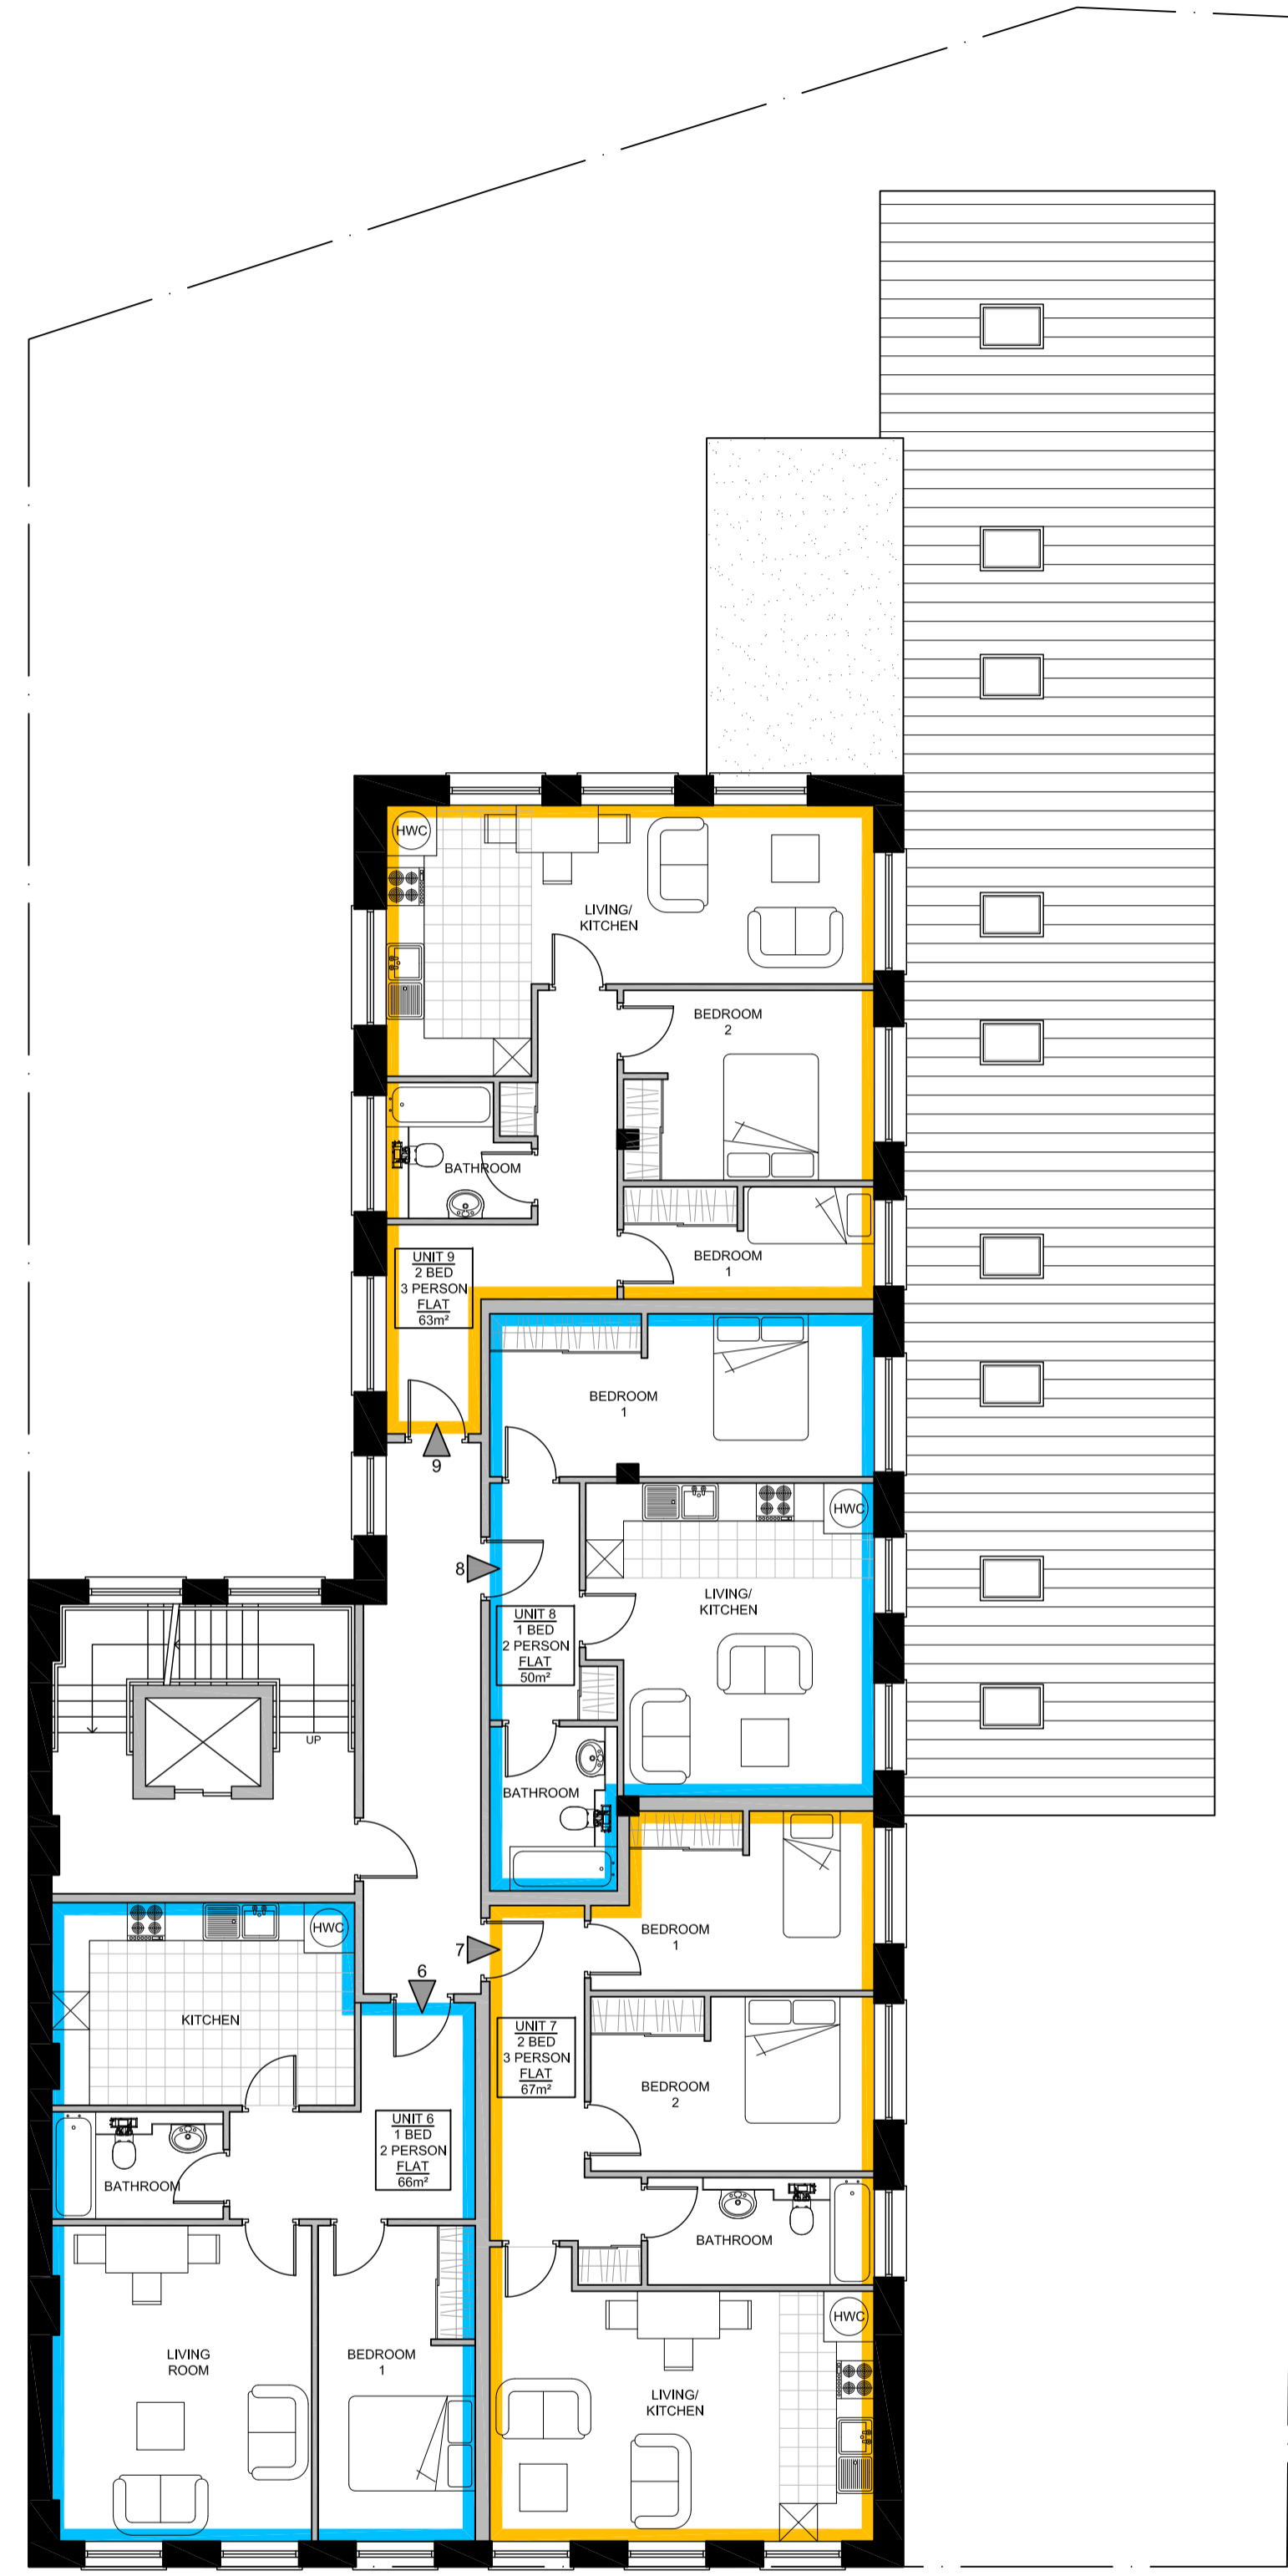 HWC
LIVING/
KITCHEN
BEDROOM
2
BATHROOM
BEDROOM
1
UNIT 9
2 BED
3 PERSON
FLAT
63m²
9
BEDROOM
1
HWC
8
LIVING/
KITCHEN
UNIT 8
1 BED
2 PERSON
FLAT
50m²
UP
BATHROOM
HWC
BEDROOM
1
7
6
KITCHEN
UNIT 7
2 BED
3 PERSON
FLAT
67m²
BEDROOM
2
UNIT 6
1 BED
2 PERSON
FLAT
66m²
BATHROOM
BATHROOM
HWC
LIVING
ROOM
BEDROOM
1
LIVING/
KITCHEN